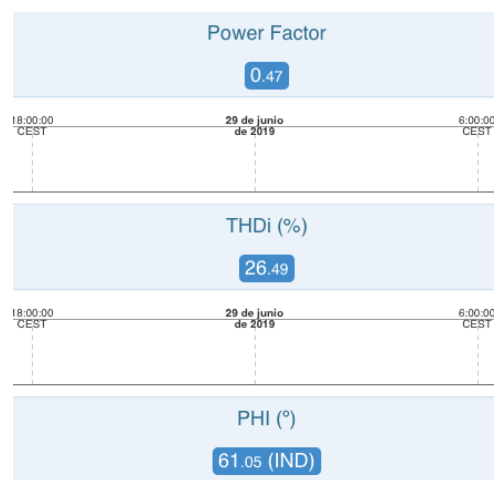 Power Factor
0.47
18:00:00 29 de junio 6:00:00
CEST de 2019 CEST
THDi (%)
26.49
18:00:00 29 de junio 6:00:00
CEST de 2019 CEST
PHI (º)
61.05 (IND)